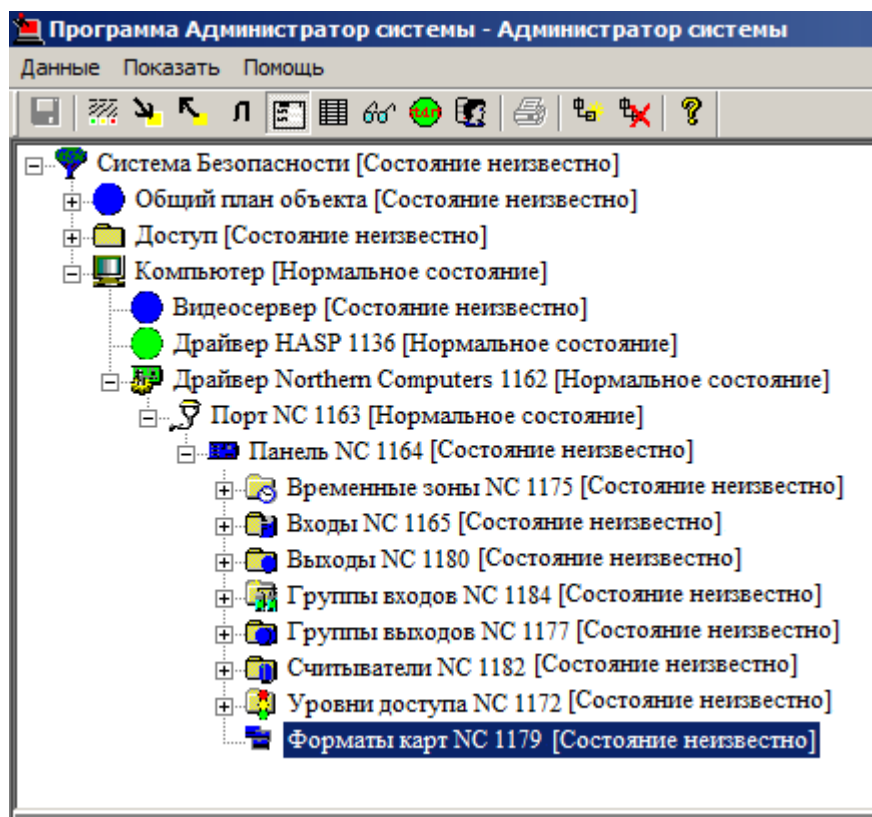 Программа Администратор системы - Администратор системы
Данные Показать Помощь
Л
Система Безопасности [Состояние неизвестно]
Общий план объекта [Состояние неизвестно]
Доступ [Состояние неизвестно]
Компьютер [Нормальное состояние]
Видеосервер [Состояние неизвестно]
Драйвер HASP 1136 [Нормальное состояние]
Драйвер Northern Computers 1162 [Нормальное состояние]
Порт NC 1163 [Нормальное состояние]
Панель NC 1164 [Состояние неизвестно]
Временные зоны NC 1175 [Состояние неизвестно]
Входы NC 1165 [Состояние неизвестно]
Выходы NC 1180 [Состояние неизвестно]
Группы входов NC 1184 [Состояние неизвестно]
Группы выходов NC 1177 [Состояние неизвестно]
Считыватели NC 1182 [Состояние неизвестно]
Уровни доступа NC 1172 [Состояние неизвестно]
Форматы карт NC 1179 [Состояние неизвестно]